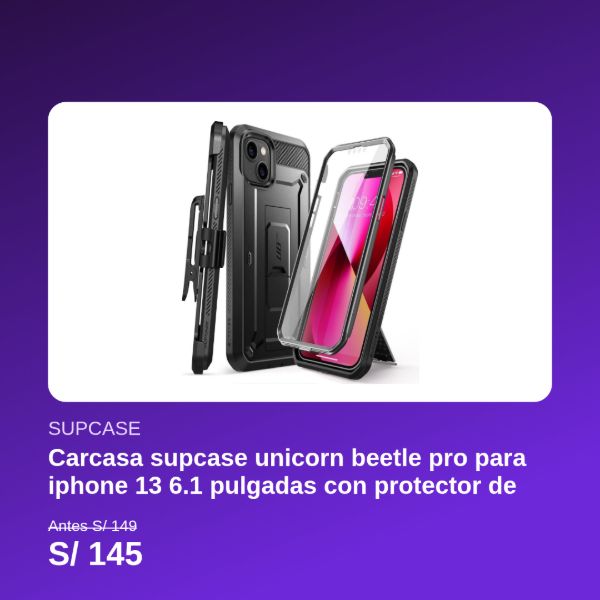 SUPCASE
Carcasa supcase unicorn beetle pro para
iphone 13 6.1 pulgadas con protector de
Antes S/ 149
S/ 145